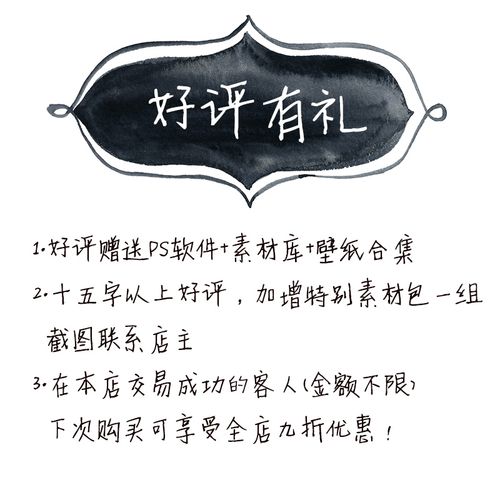 好评有礼
1.好评赠送PS软件+素材库+壁纸合集
2.十五字以上好评，加增特别素材包一组
截图联系店主
3.在本店交易成功的客人(金额不限)
下次购买可享受全店九折优惠！